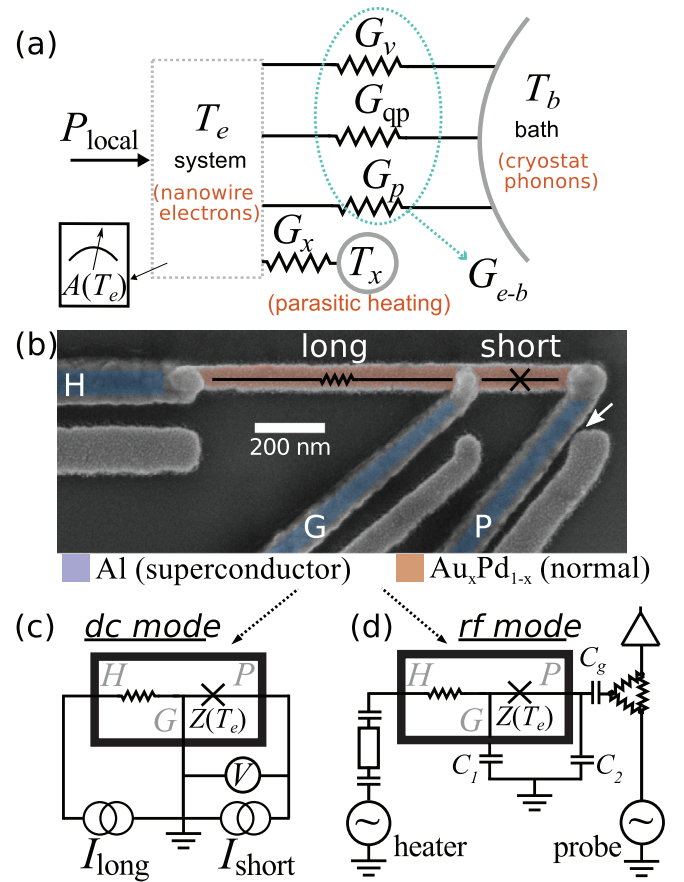 (a)
G_v
G_qp
G_p
G_x
P_local
T_e
system
(nanowire
electrons)
T_b
bath
(cryostat
phonons)
A(T_e)
T_x
(parasitic heating)
G_e-b
(b)
long
short
H
200 nm
G
P
Al (superconductor)
Au_xPd_1-x (normal)
(c)
dc mode
H
P
G
Z(T_e)
V
I_long
I_short
(d)
rf mode
H
P
G
Z(T_e)
C_g
C_1
C_2
~
heater
~
probe